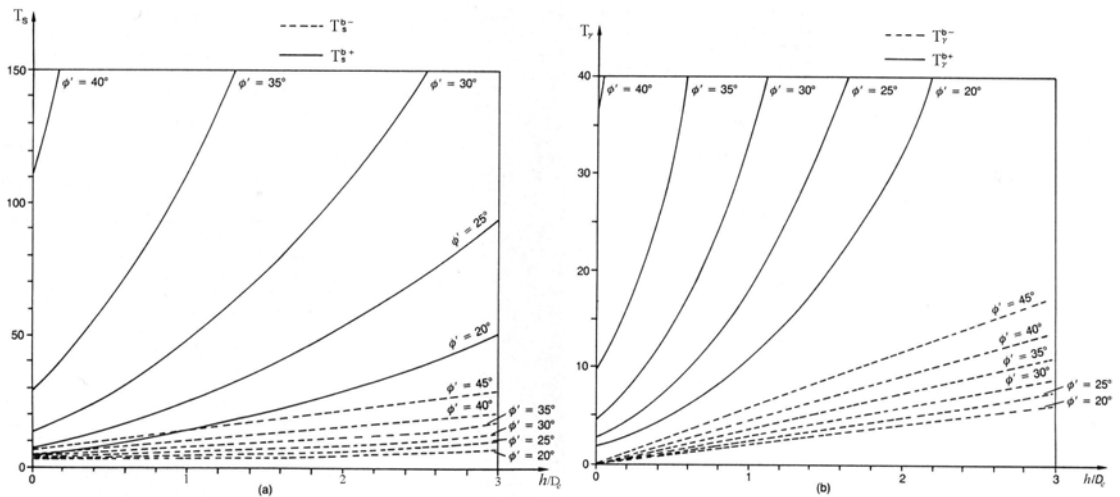 T_s
T_s^{b-}
T_s^{b+}
150
100
50
0
ϕ′ = 40°
ϕ′ = 35°
ϕ′ = 30°
ϕ′ = 25°
ϕ′ = 20°
ϕ′ = 45°
ϕ′ = 40°
ϕ′ = 35°
ϕ′ = 30°
ϕ′ = 25°
ϕ′ = 20°
0 1 2 3
h/D_c
(a)
T_γ
T_γ^{b-}
T_γ^{b+}
40
30
20
10
0
ϕ′ = 40°
ϕ′ = 35°
ϕ′ = 30°
ϕ′ = 25°
ϕ′ = 20°
ϕ′ = 45°
ϕ′ = 40°
ϕ′ = 35°
ϕ′ = 30°
ϕ′ = 25°
ϕ′ = 20°
0 1 2 3
h/D_c
(b)